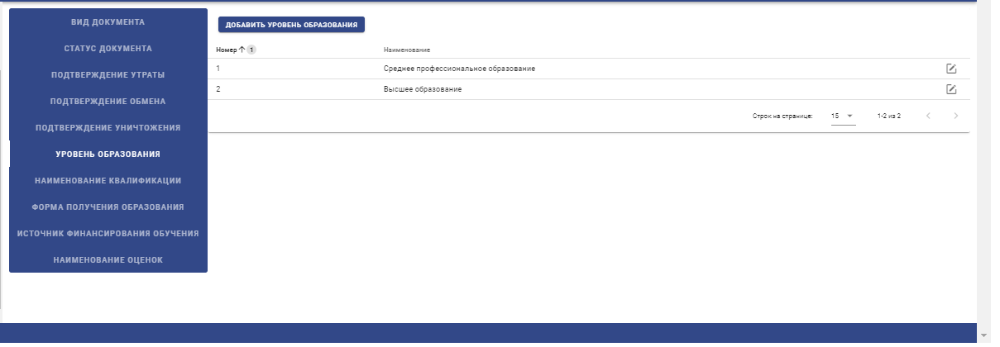 ВИД ДОКУМЕНТА
СТАТУС ДОКУМЕНТА
ПОДТВЕРЖДЕНИЕ УТРАТЫ
ПОДТВЕРЖДЕНИЕ ОБМЕНА
ПОДТВЕРЖДЕНИЕ УНИЧТОЖЕНИЯ
УРОВЕНЬ ОБРАЗОВАНИЯ
НАИМЕНОВАНИЕ КВАЛИФИКАЦИИ
ФОРМА ПОЛУЧЕНИЯ ОБРАЗОВАНИЯ
ИСТОЧНИК ФИНАНСИРОВАНИЯ ОБУЧЕНИЯ
НАИМЕНОВАНИЕ ОЦЕНОК
ДОБАВИТЬ УРОВЕНЬ ОБРАЗОВАНИЯ
Номер ↑ 1 Наименование
1 Среднее профессиональное образование
2 Высшее образование
Строк на странице: 15 1-2 из 2